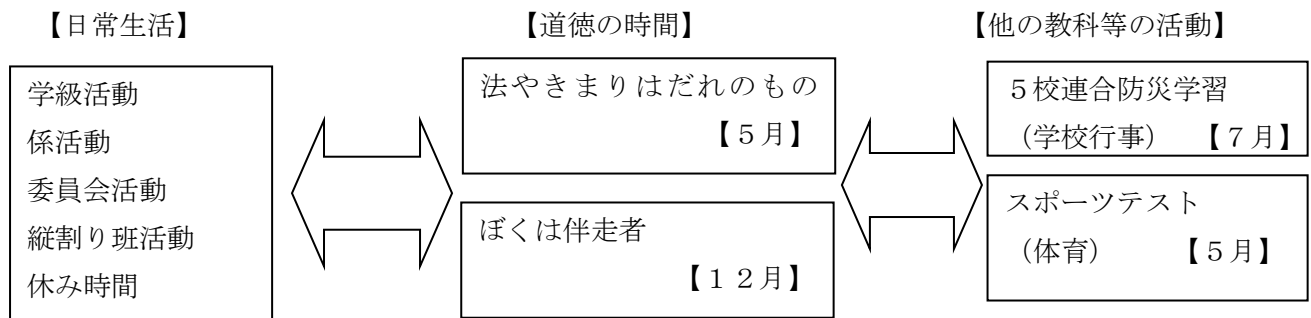 【日常生活】
学級活動
係活動
委員会活動
縦割り班活動
休み時間
【道徳の時間】
法やきまりはだれのもの
【５月】
ぼくは伴走者
【１２月】
【他の教科等の活動】
５校連合防災学習
（学校行事）　【７月】
スポーツテスト
（体育）　【５月】